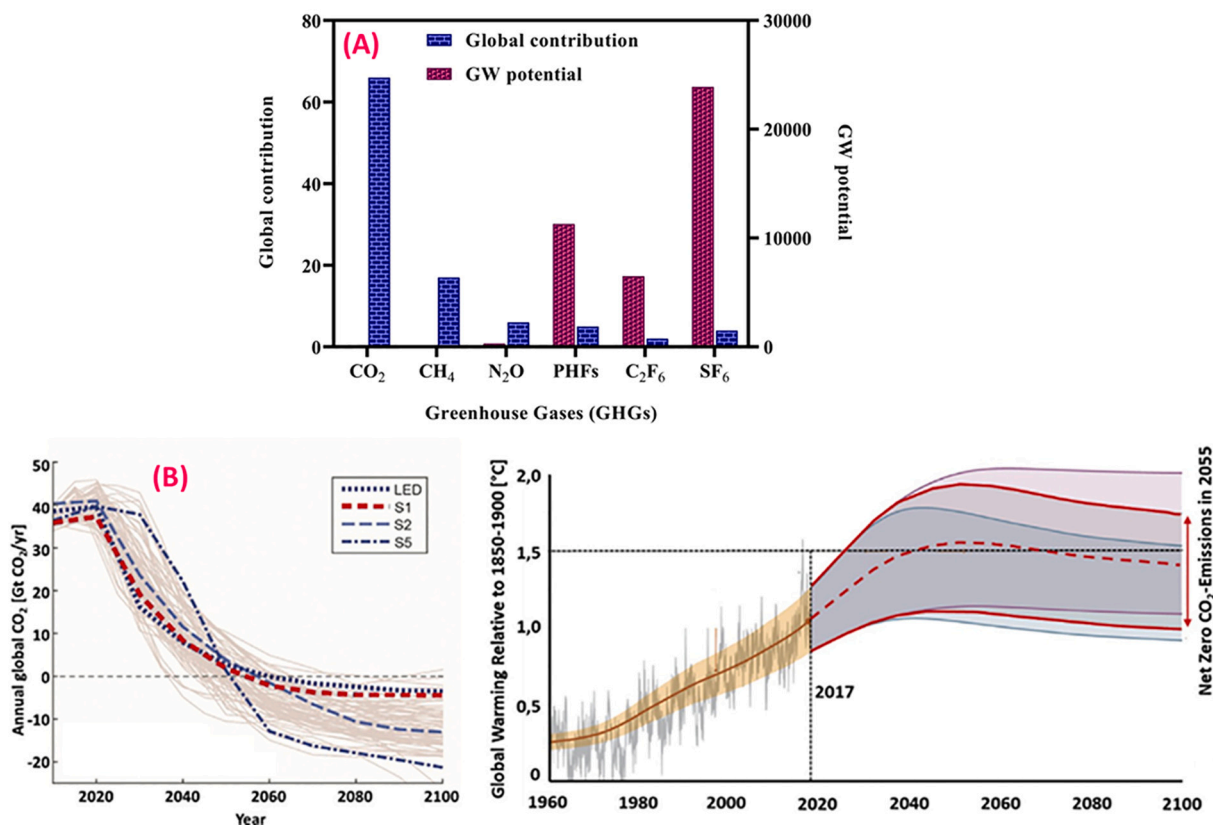 (A)
Global contribution
GW potential
80
60
40
20
0
Global contribution
30000
20000
10000
0
GW potential
CO₂ CH₄ N₂O PHFs C₂F₆ SF₆
Greenhouse Gases (GHGs)
(B)
LED
S1
S2
S5
50
40
30
20
10
0
-10
-20
Annual global CO₂ [Gt CO₂/yr]
2020 2040 2060 2080 2100
Year
Global Warming Relative to 1850-1900 [°C]
2,0
1,5
1,0
0,5
0
2017
1960 1980 2000 2020 2040 2060 2080 2100
Net Zero CO₂-Emissions in 2055